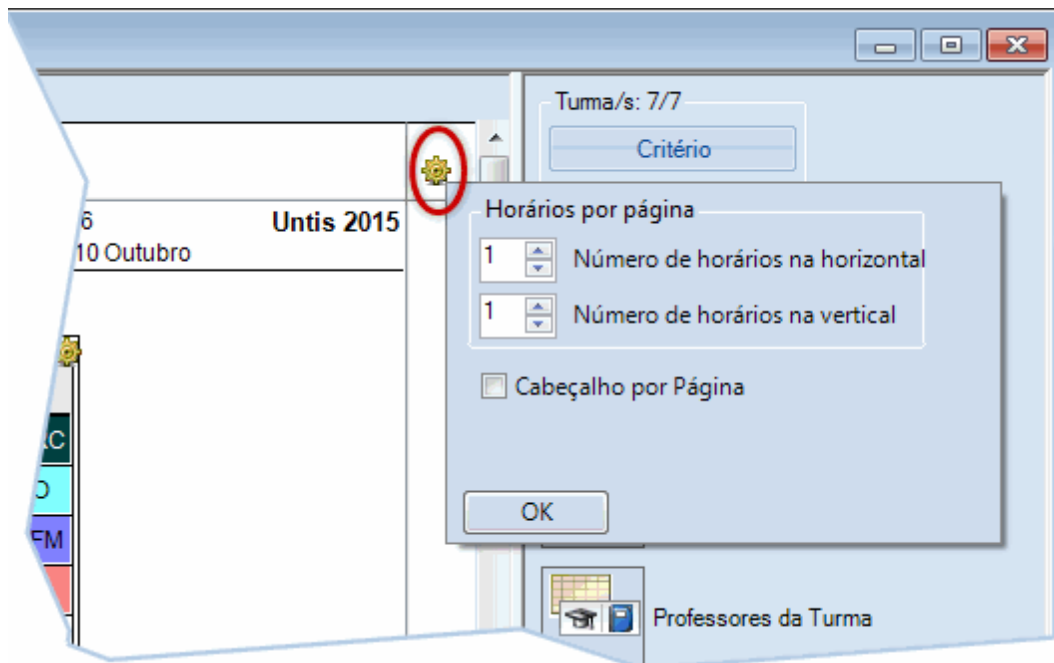 Turma/s: 7/7
Critério
6
Untis 2015
10 Outubro
Horários por página
1 Número de horários na horizontal
1 Número de horários na vertical
Cabeçalho por Página
OK
Professores da Turma